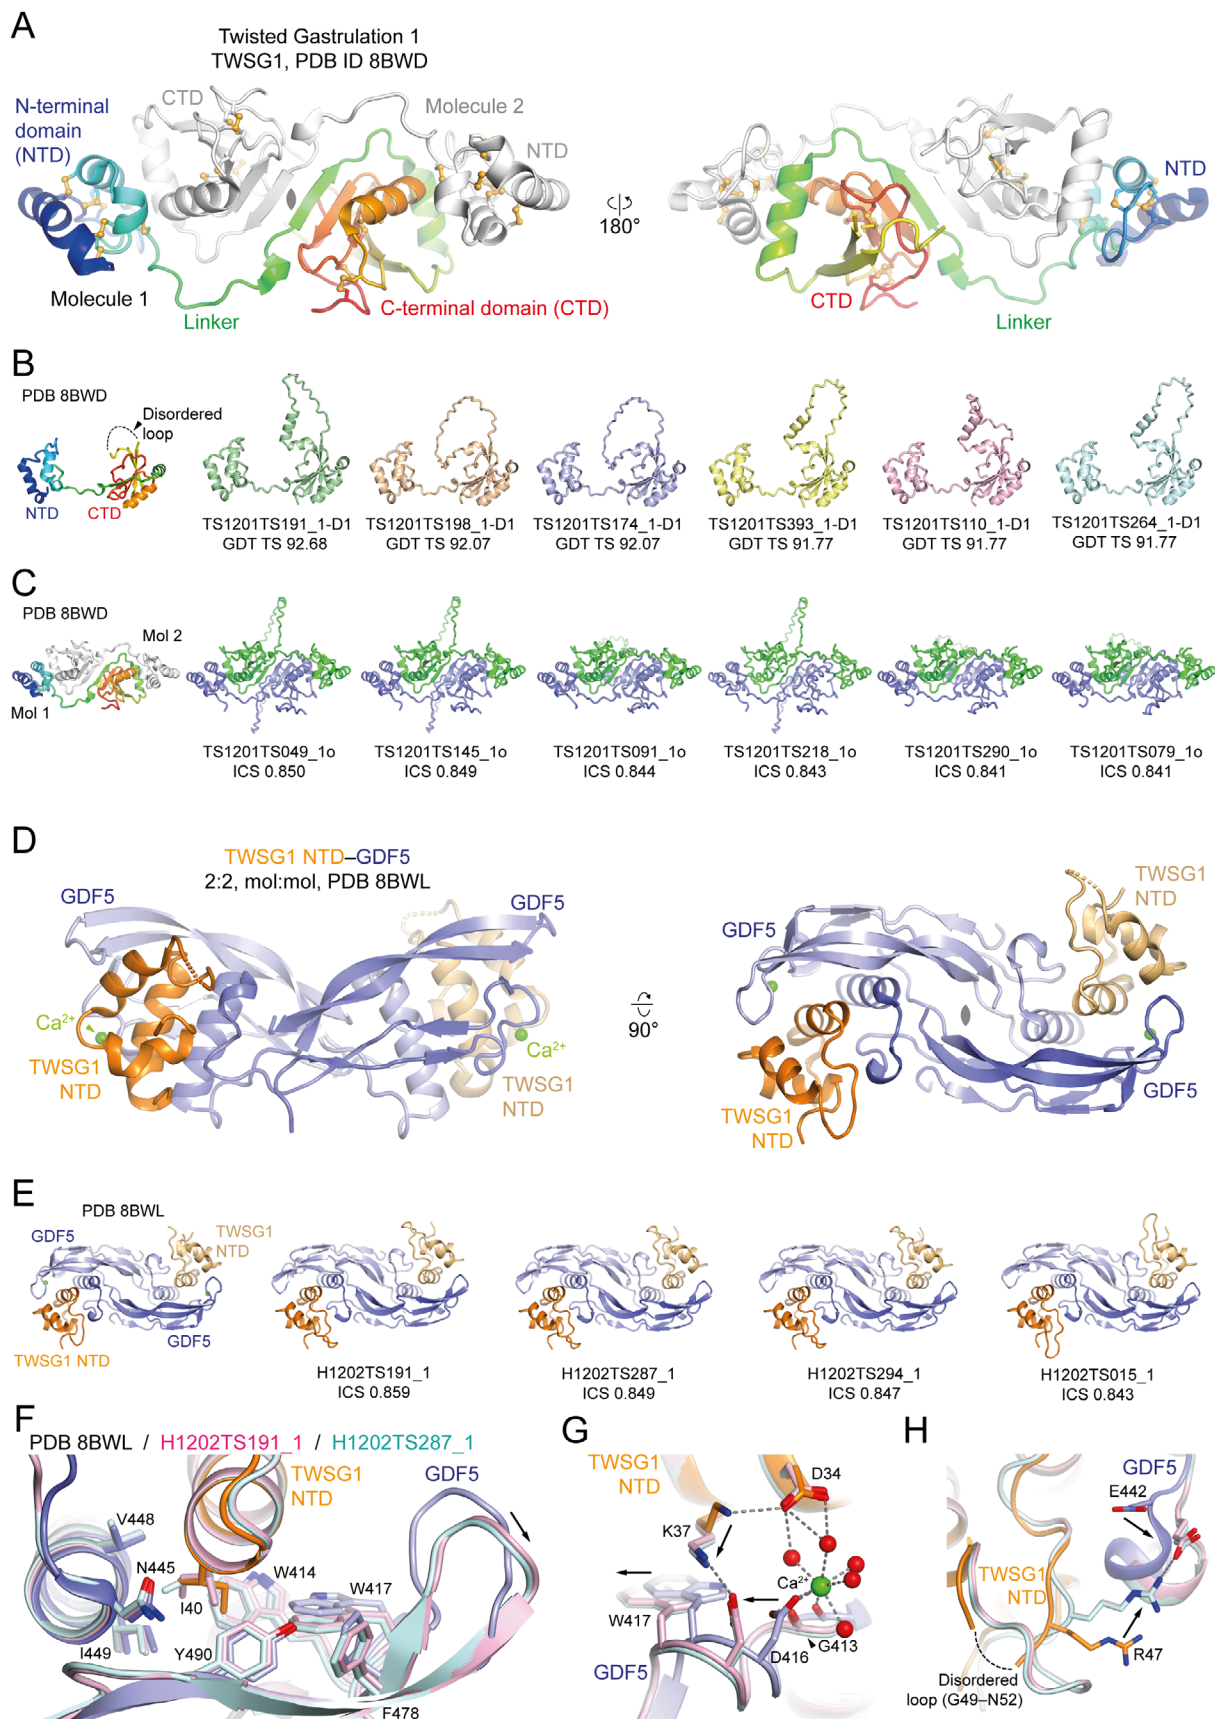 A
Twisted Gastrulation 1
TWSG1, PDB ID 8BWD
N-terminal
domain
(NTD)
CTD
Molecule 2
NTD
Molecule 1
Linker
C-terminal domain (CTD)
180°
NTD
CTD
Linker
B
PDB 8BWD
Disordered
loop
NTD
CTD
TS1201TS191_1-D1
GDT TS 92.68
TS1201TS198_1-D1
GDT TS 92.07
TS1201TS174_1-D1
GDT TS 92.07
TS1201TS393_1-D1
GDT TS 91.77
TS1201TS110_1-D1
GDT TS 91.77
TS1201TS264_1-D1
GDT TS 91.77
C
PDB 8BWD
Mol 2
Mol 1
TS1201TS049_1o
ICS 0.850
TS1201TS145_1o
ICS 0.849
TS1201TS091_1o
ICS 0.844
TS1201TS218_1o
ICS 0.843
TS1201TS290_1o
ICS 0.841
TS1201TS079_1o
ICS 0.841
D
TWSG1 NTD–GDF5
2:2, mol:mol, PDB 8BWL
GDF5
GDF5
Ca2+
TWSG1
NTD
Ca2+
TWSG1
NTD
90°
TWSG1
NTD
GDF5
GDF5
TWSG1
NTD
E
PDB 8BWL
GDF5
TWSG1
NTD
GDF5
TWSG1 NTD
H1202TS191_1
ICS 0.859
H1202TS287_1
ICS 0.849
H1202TS294_1
ICS 0.847
H1202TS015_1
ICS 0.843
F
PDB 8BWL / H1202TS191_1 / H1202TS287_1
TWSG1
NTD
GDF5
V448
N445
W414
W417
I40
I449
Y490
F478
G
TWSG1
NTD
D34
K37
Ca2+
W417
G413
D416
GDF5
H
GDF5
E442
TWSG1
NTD
R47
Disordered
loop (G49–N52)